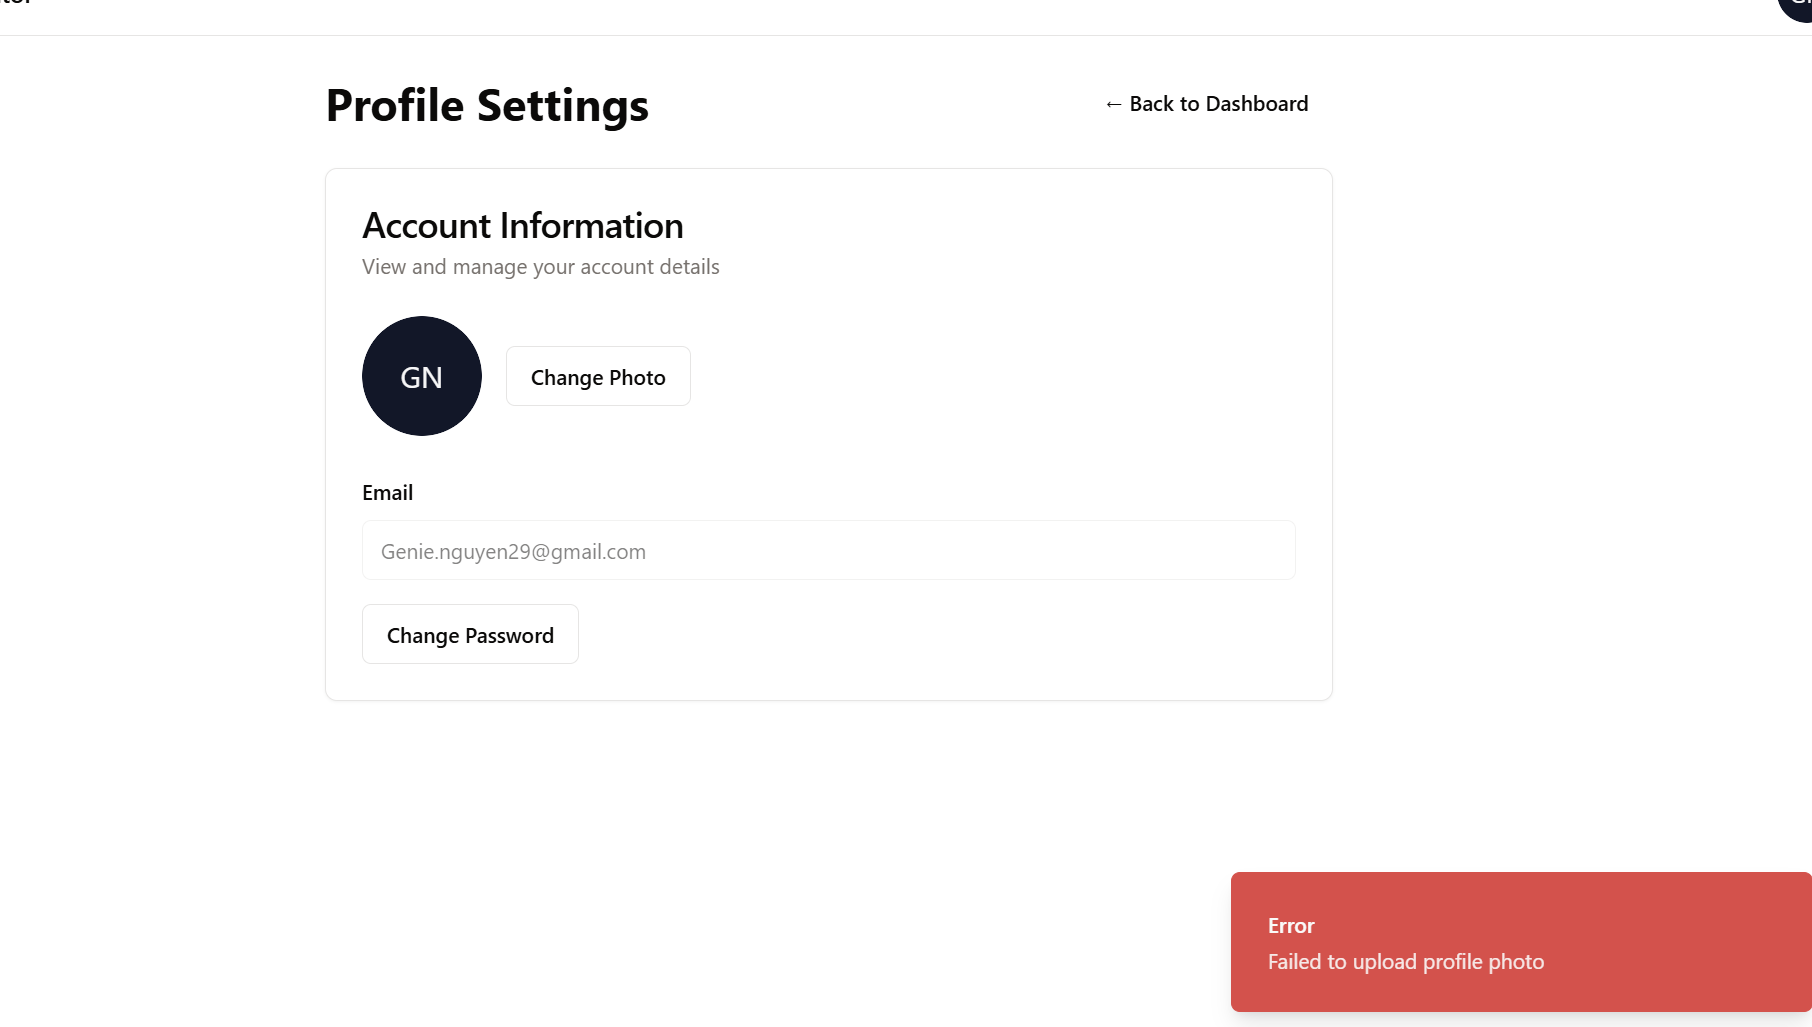 Profile Settings
← Back to Dashboard
Account Information
View and manage your account details
GN
Change Photo
Email
Genie.nguyen29@gmail.com
Change Password
Error
Failed to upload profile photo